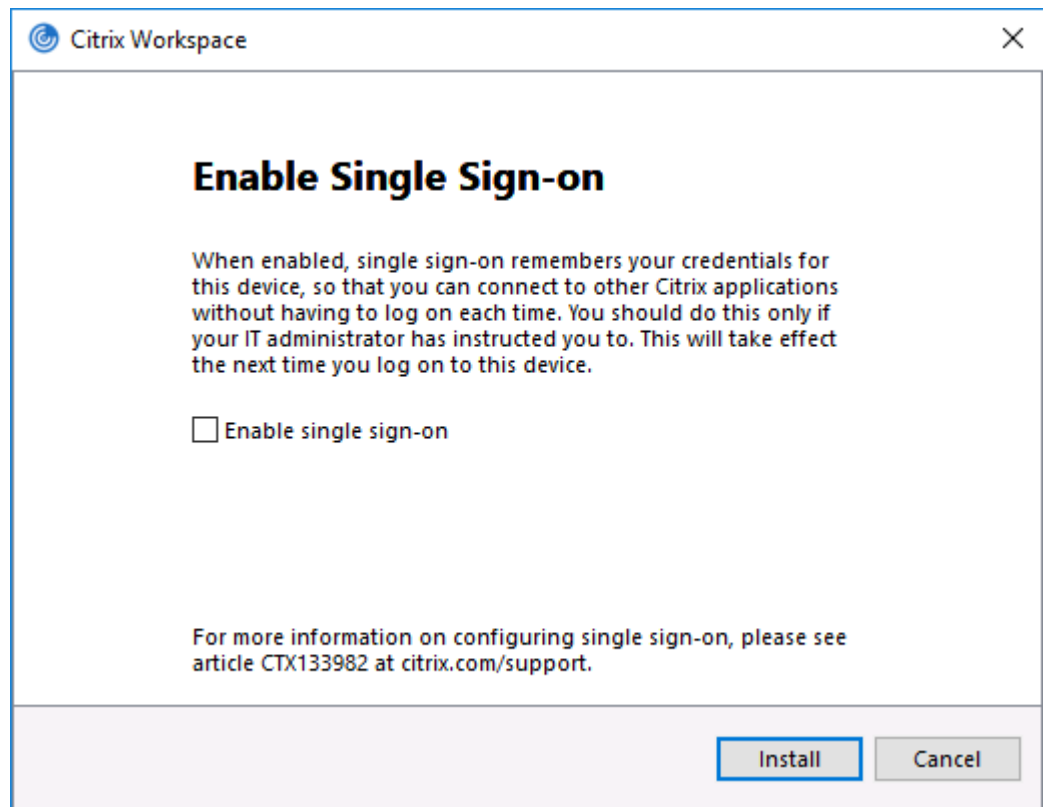 Citrix Workspace
Enable Single Sign-on
When enabled, single sign-on remembers your credentials for
this device, so that you can connect to other Citrix applications
without having to log on each time. You should do this only if
your IT administrator has instructed you to. This will take effect
the next time you log on to this device.
Enable single sign-on
For more information on configuring single sign-on, please see
article CTX133982 at citrix.com/support.
Install Cancel